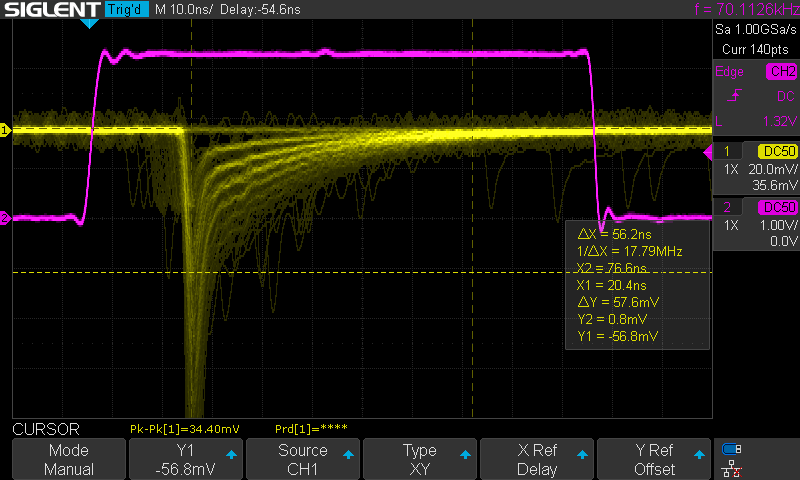 SIGLENT Trig'd M 10.0ns/ Delay:-54.6ns f = 70.1126kHz
Sa 1.00GSa/s
Curr 140pts
Edge CH2
DC
L 1.32V
1 DC50
1X 20.0mV/
35.6mV
2 DC50
1X 1.00V/
0.0V
1
2
ΔX = 56.2ns
1/ΔX = 17.79MHz
X2 = 76.6ns
X1 = 20.4ns
ΔY = 57.6mV
Y2 = 0.8mV
Y1 = -56.8mV
CURSOR Pk-Pk[1]=34.40mV Prd[1]=****
Mode Y1 Source Type X Ref Y Ref
Manual -56.8mV CH1 XY Delay Offset